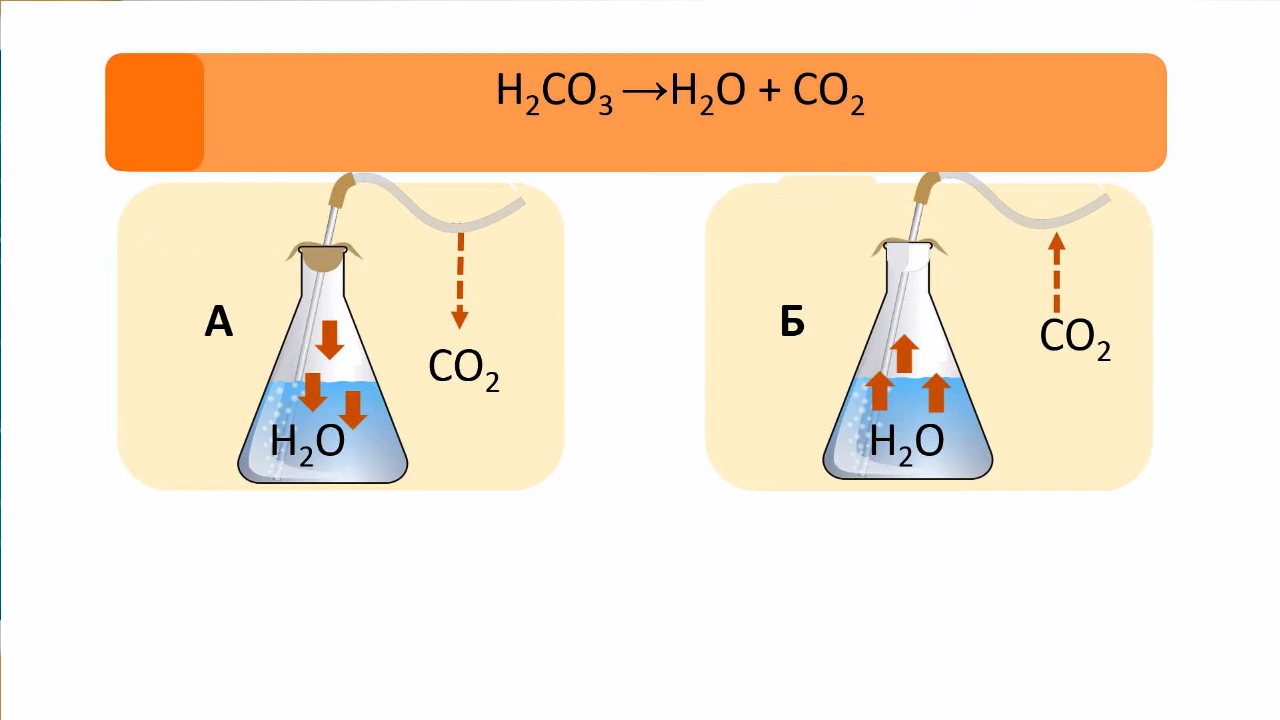 H₂CO₃ →H₂O + CO₂
А
CO₂
H₂O
Б
CO₂
H₂O